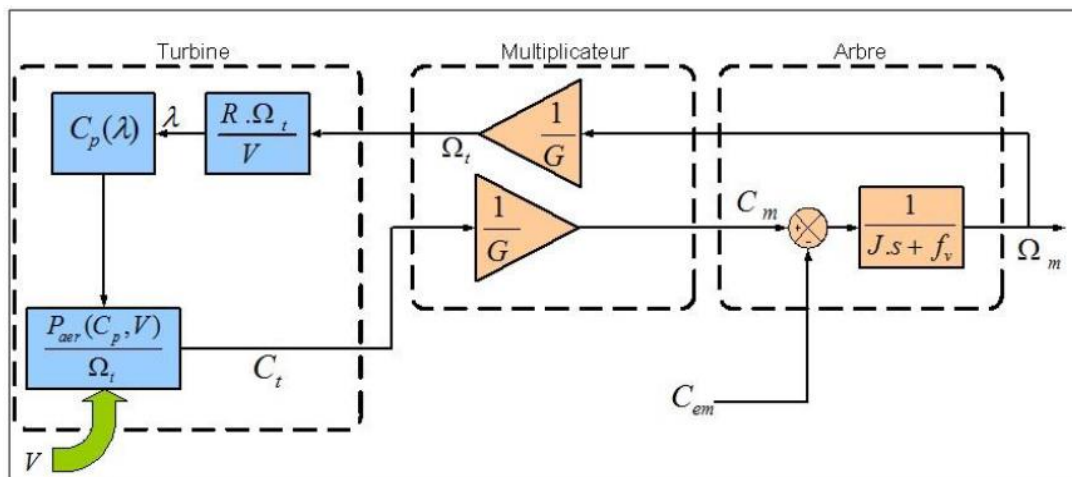 Turbine
Multiplicateur
Arbre
C_p(λ)
λ
R.Ω_t
V
Ω_t
1
G
1
G
C_m
+
-
1
J.s + f_v
Ω_m
P_aer(C_p, V)
Ω_t
C_t
C_em
V